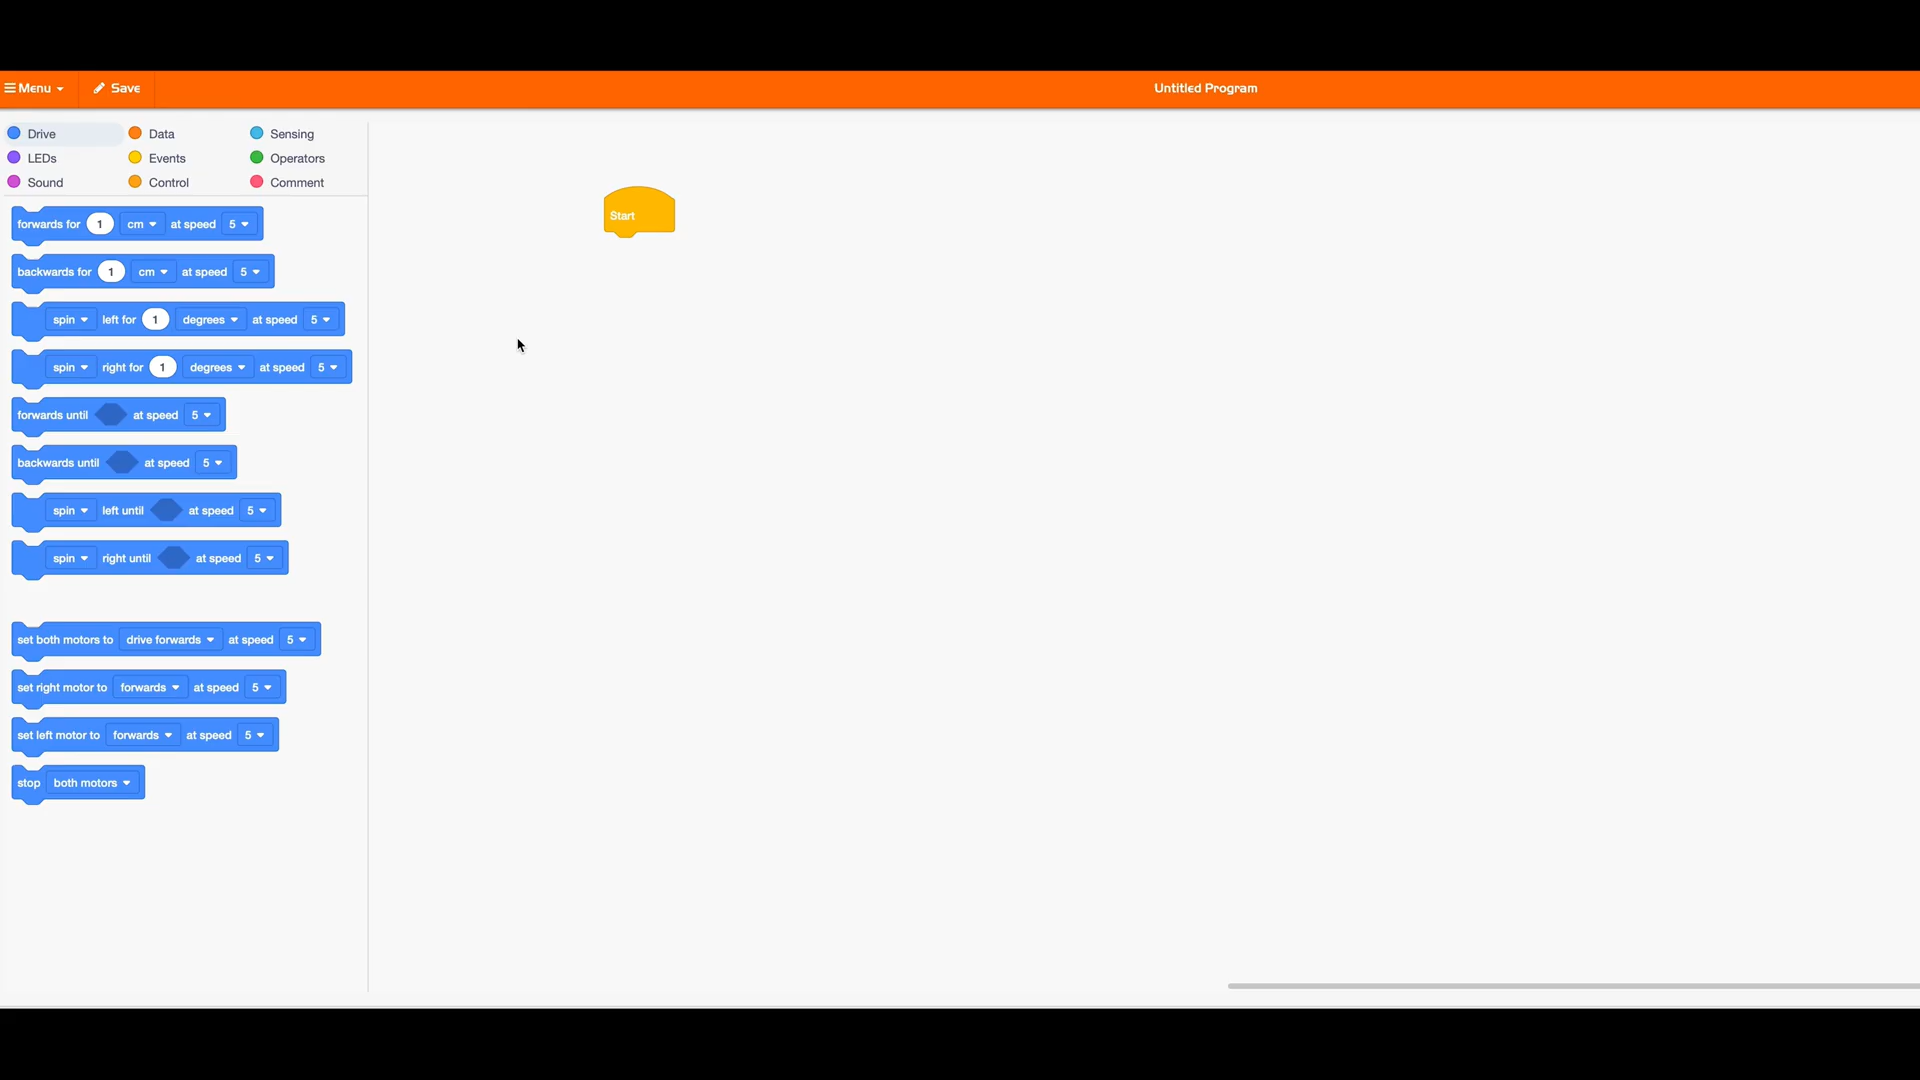 Menu
Save
Untitled Program
Drive
Data
Sensing
LEDs
Events
Operators
Sound
Control
Comment
forwards for 1 cm at speed 5
backwards for 1 cm at speed 5
spin left for 1 degrees at speed 5
spin right for 1 degrees at speed 5
forwards until at speed 5
backwards until at speed 5
spin left until at speed 5
spin right until at speed 5
set both motors to drive forwards at speed 5
set right motor to forwards at speed 5
set left motor to forwards at speed 5
stop both motors
Start